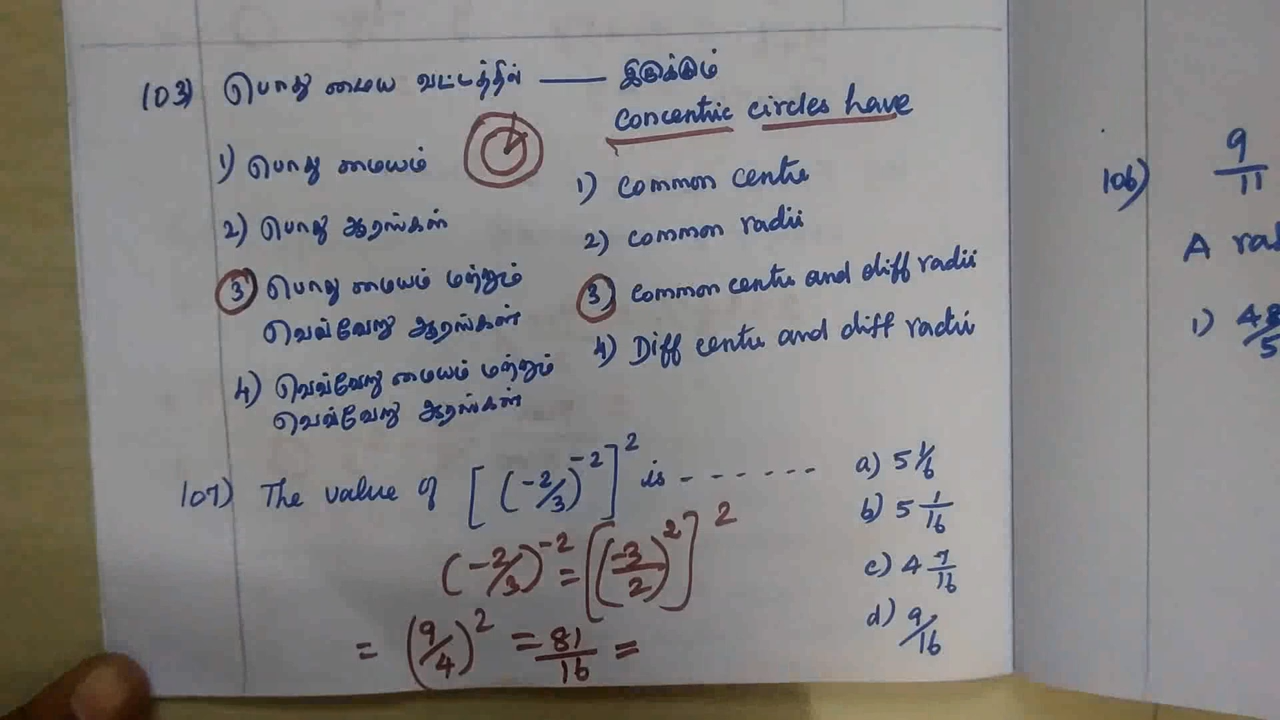 103) பொது மைய வட்டத்தில் ——— இருக்கும்
Concentric circles have
1) பொது மையம்
1) common centre
2) பொது ஆரங்கள்
2) common radii
3) பொது மையம் மற்றும்
வெவ்வேறு ஆரங்கள்
3) common centre and diff radii
4) வெவ்வேறு மையம் மற்றும்
வெவ்வேறு ஆரங்கள்
4) Diff centre and diff radii
107) The value of [(-2/3)^-2]^2 is -------
a) 5 1/6
b) 5 1/16
c) 4 7/16
d) 9/16
(-2/3)^-2 = [(-3/2)^2]^2
= (9/4)^2 = 81/16 =
106) 9/11
A
1) 48/5